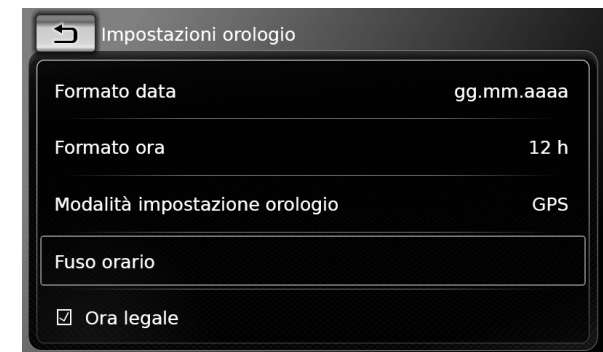 Impostazioni orologio
Formato data gg.mm.aaaa
Formato ora 12 h
Modalità impostazione orologio GPS
Fuso orario
Ora legale